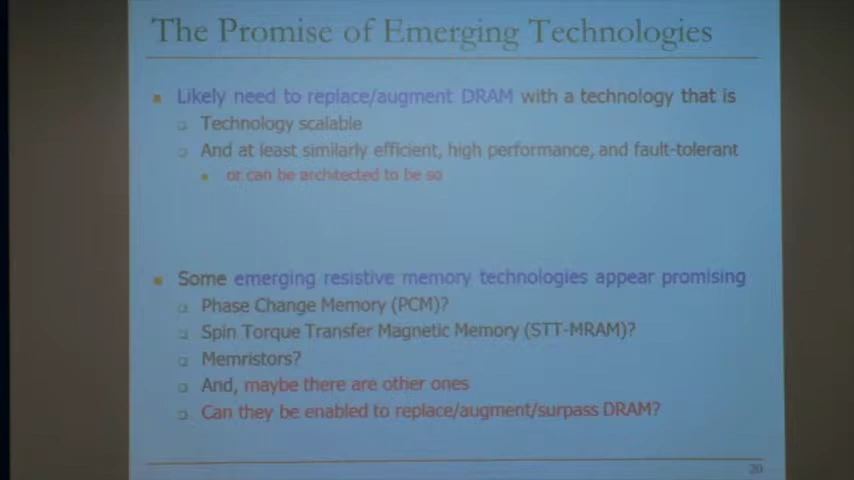 The Promise of Emerging Technologies
Likely need to replace/augment DRAM with a technology that is
Technology scalable
And at least similarly efficient, high performance, and fault-tolerant
or can be architected to be so
Some emerging resistive memory technologies appear promising
Phase Change Memory (PCM)?
Spin Torque Transfer Magnetic Memory (STT-MRAM)?
Memristors?
And, maybe there are other ones
Can they be enabled to replace/augment/surpass DRAM?
20